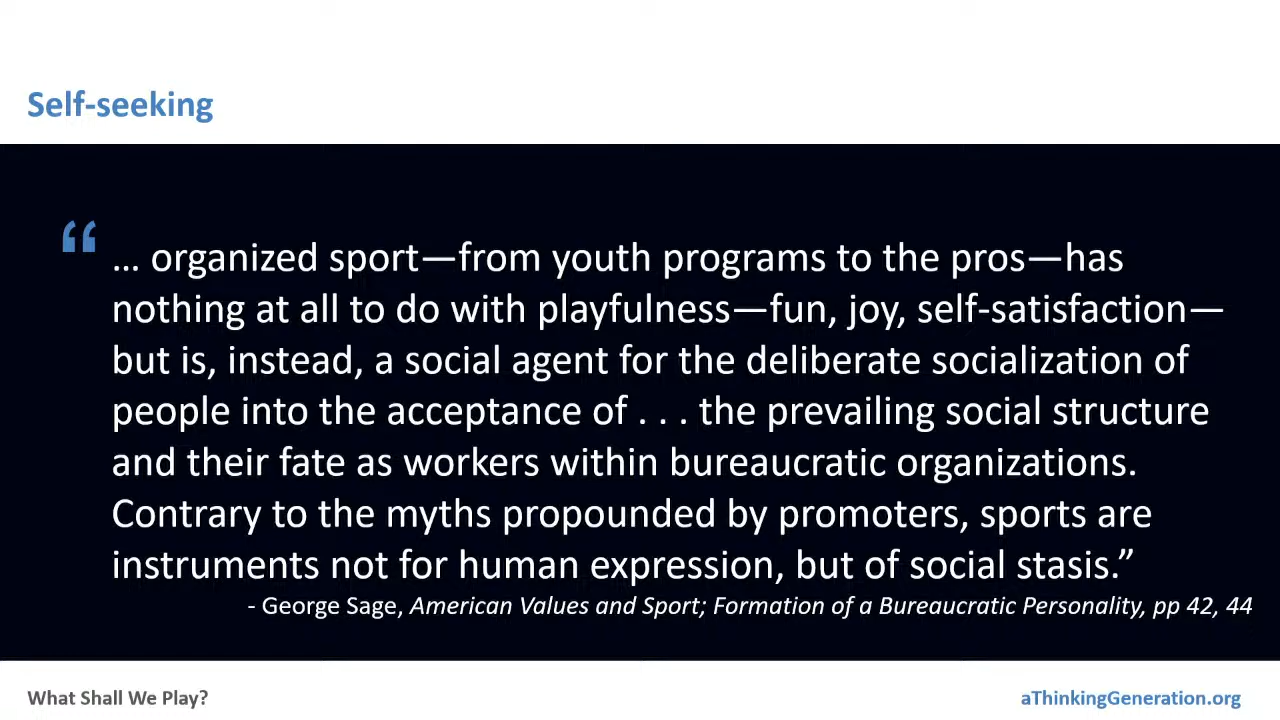 Self-seeking
“
… organized sport—from youth programs to the pros—has
nothing at all to do with playfulness—fun, joy, self-satisfaction—
but is, instead, a social agent for the deliberate socialization of
people into the acceptance of . . . the prevailing social structure
and their fate as workers within bureaucratic organizations.
Contrary to the myths propounded by promoters, sports are
instruments not for human expression, but of social stasis.”
- George Sage, American Values and Sport; Formation of a Bureaucratic Personality, pp 42, 44
What Shall We Play?
aThinkingGeneration.org